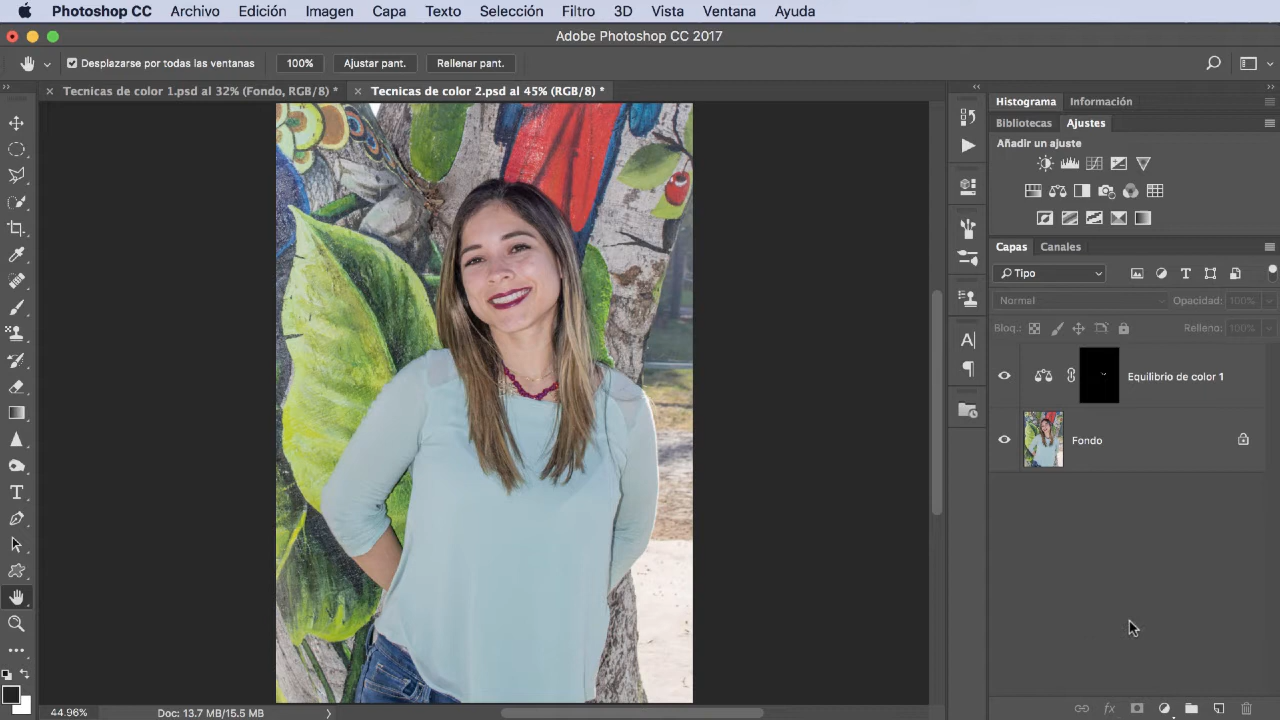 Photoshop CC Archivo Edición Imagen Capa Texto Selección Filtro 3D Vista Ventana Ayuda
Adobe Photoshop CC 2017
Desplazarse por todas las ventanas 100% Ajustar pant. Rellenar pant.
Tecnicas de color 1.psd al 32% (Fondo, RGB/8) * Tecnicas de color 2.psd al 45% (RGB/8) *
Histograma Información
Bibliotecas Ajustes
Añadir un ajuste
Capas Canales
Tipo
Normal Opacidad: 100%
Bloq.: Relleno: 100%
Equilibrio de color 1
Fondo
44.96% Doc: 13.7 MB/15.5 MB